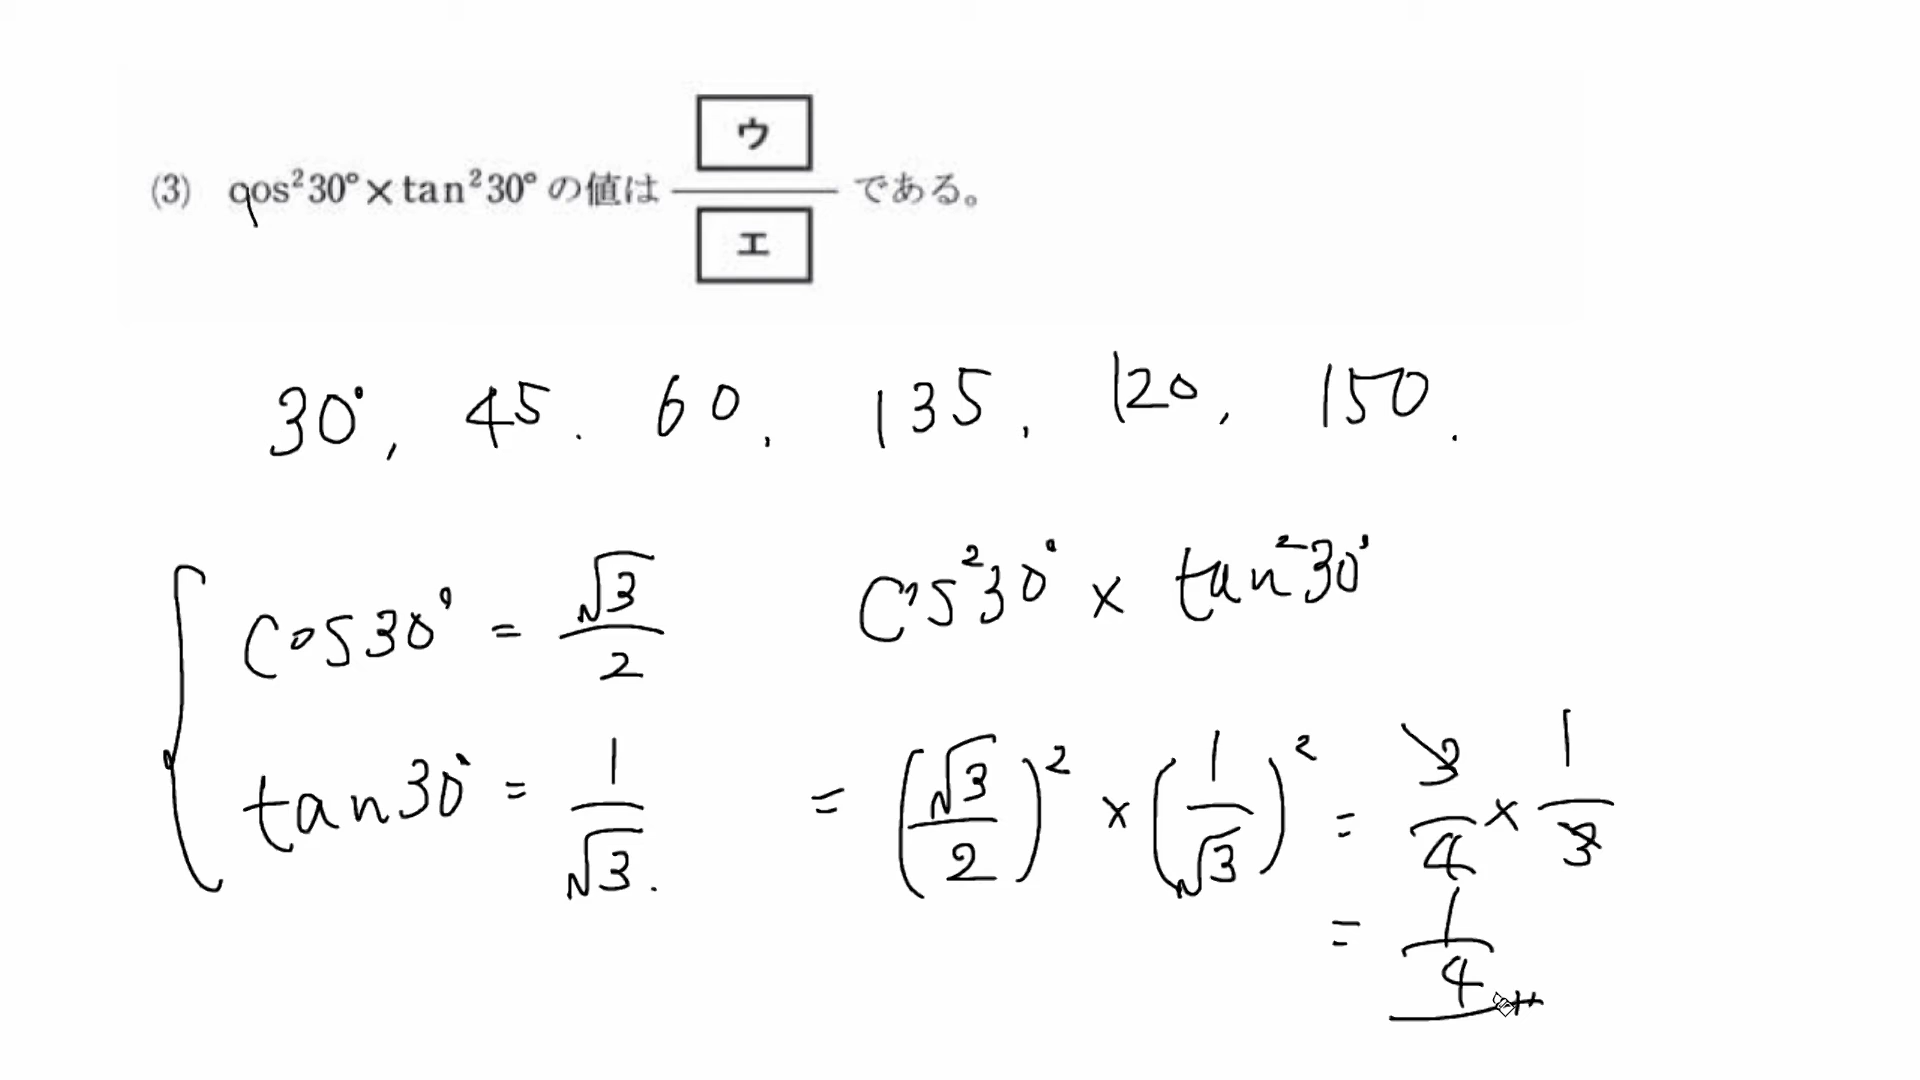 (3) cos²30°×tan²30° の値は ウ/エ である。
30°, 45. 60, 135, 120, 150.
cos30° = √3/2
cos²30° × tan²30°
tan30° = 1/√3.
= (√3/2)² × (1/√3)² = 3/4 × 1/3
= 1/4